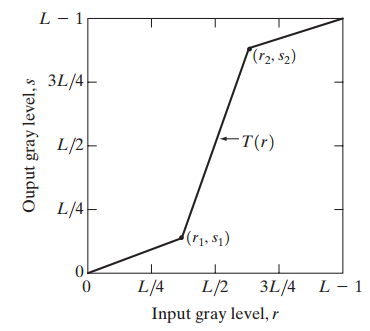 L − 1
(r₂, s₂)
3L/4
Ouput gray level, s
L/2
T(r)
L/4
(r₁, s₁)
0
0 L/4 L/2 3L/4 L − 1
Input gray level, r